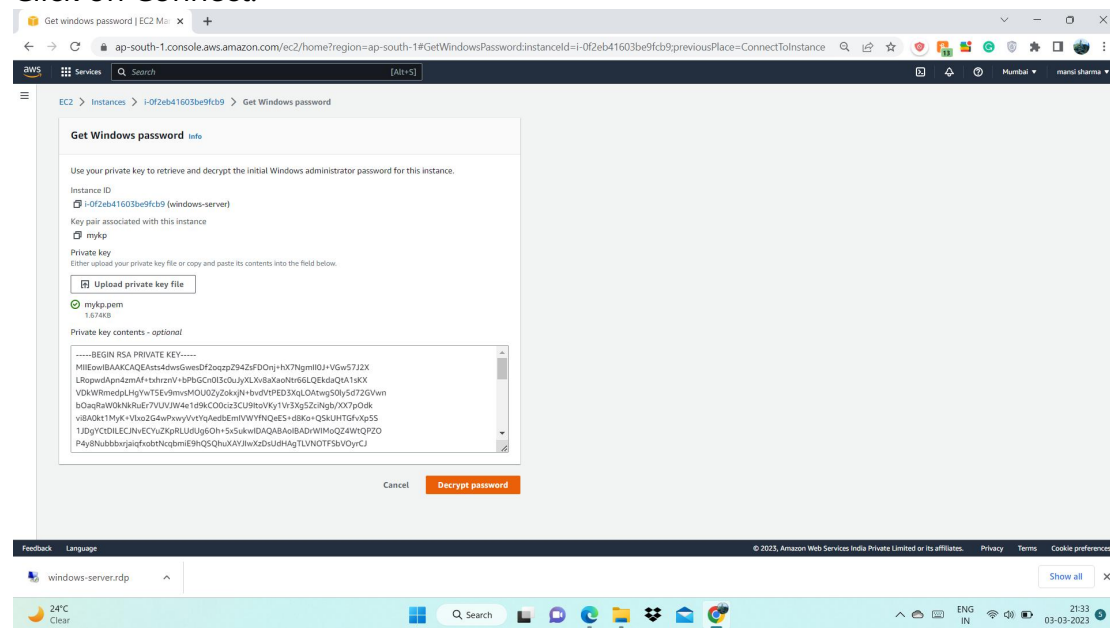 Click on Connect.
Get windows password | EC2 Ma
ap-south-1.console.aws.amazon.com/ec2/home?region=ap-south-1#GetWindowsPassword:instanceId=i-0f2eb41603be9fcb9;previousPlace=ConnectToInstance
13
aws Services Search [Alt+S] Mumbai mansi sharma
EC2 > Instances > i-0f2eb41603be9fcb9 > Get Windows password
Get Windows password Info
Use your private key to retrieve and decrypt the initial Windows administrator password for this instance.
Instance ID
i-0f2eb41603be9fcb9 (windows-server)
Key pair associated with this instance
mykp
Private key
Either upload your private key file or copy and paste its contents into the field below.
Upload private key file
mykp.pem
1.674KB
Private key contents - optional
-----BEGIN RSA PRIVATE KEY-----
Cancel Decrypt password
Feedback Language © 2023, Amazon Web Services India Private Limited or its affiliates. Privacy Terms Cookie preferences
windows-server.rdp Show all
24°C
Clear
Search
ENG
IN
21:33
03-03-2023
5